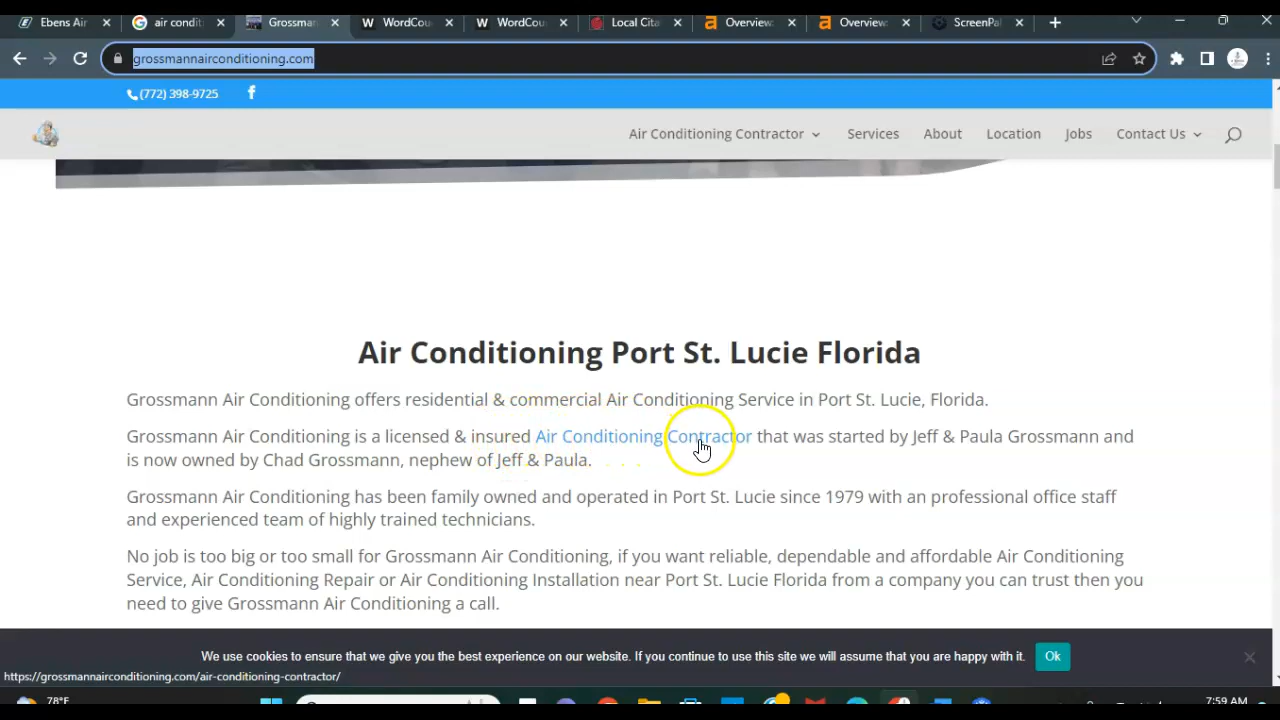 Ebens Air
air condit
Grossman
WordCou
WordCou
Local Cita
Overview:
Overview:
ScreenPal
grossmannairconditioning.com
(772) 398-9725
Air Conditioning Contractor Services About Location Jobs Contact Us
Air Conditioning Port St. Lucie Florida
Grossmann Air Conditioning offers residential & commercial Air Conditioning Service in Port St. Lucie, Florida.
Grossmann Air Conditioning is a licensed & insured Air Conditioning Contractor that was started by Jeff & Paula Grossmann and
is now owned by Chad Grossmann, nephew of Jeff & Paula.
Grossmann Air Conditioning has been family owned and operated in Port St. Lucie since 1979 with an professional office staff
and experienced team of highly trained technicians.
No job is too big or too small for Grossmann Air Conditioning, if you want reliable, dependable and affordable Air Conditioning
Service, Air Conditioning Repair or Air Conditioning Installation near Port St. Lucie Florida from a company you can trust then you
need to give Grossmann Air Conditioning a call.
We use cookies to ensure that we give you the best experience on our website. If you continue to use this site we will assume that you are happy with it. Ok
https://grossmannairconditioning.com/air-conditioning-contractor/
78°F
7:59 AM